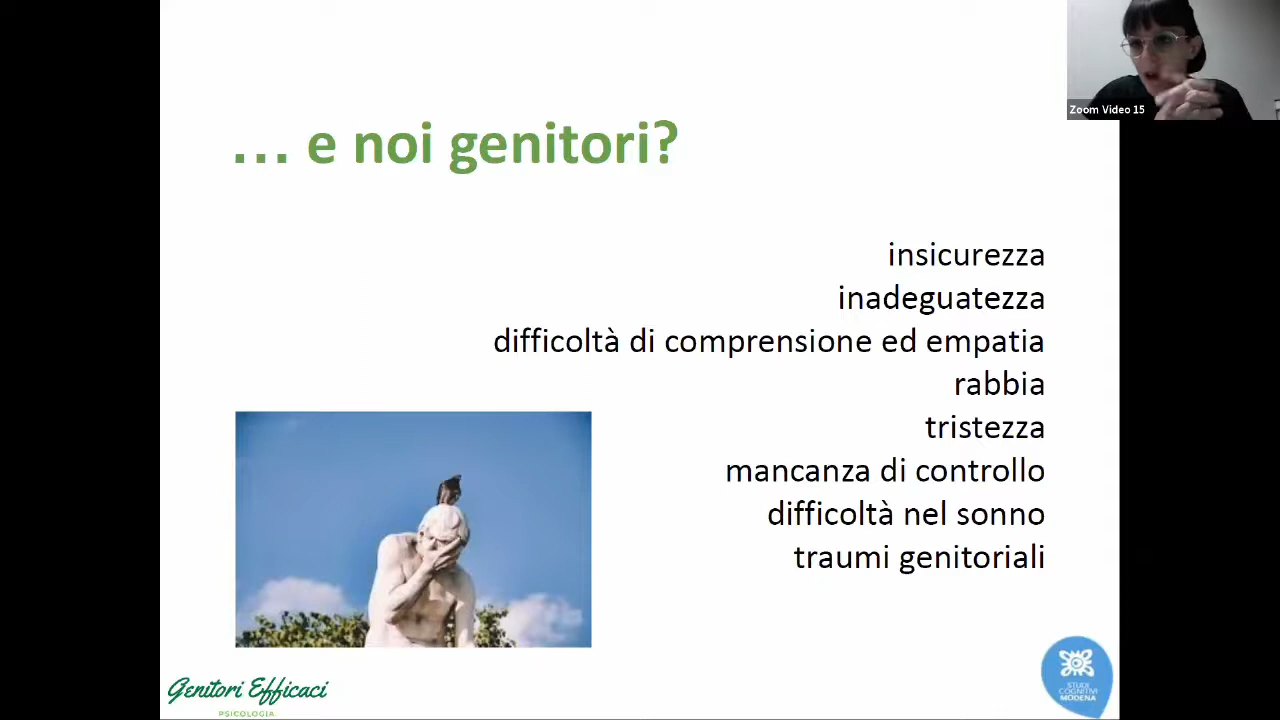 Zoom Video 15
... e noi genitori?
insicurezza
inadeguatezza
difficoltà di comprensione ed empatia
rabbia
tristezza
mancanza di controllo
difficoltà nel sonno
traumi genitoriali
Genitori Efficaci
PSICOLOGIA
STUDI
COGNITIVI
MODENA